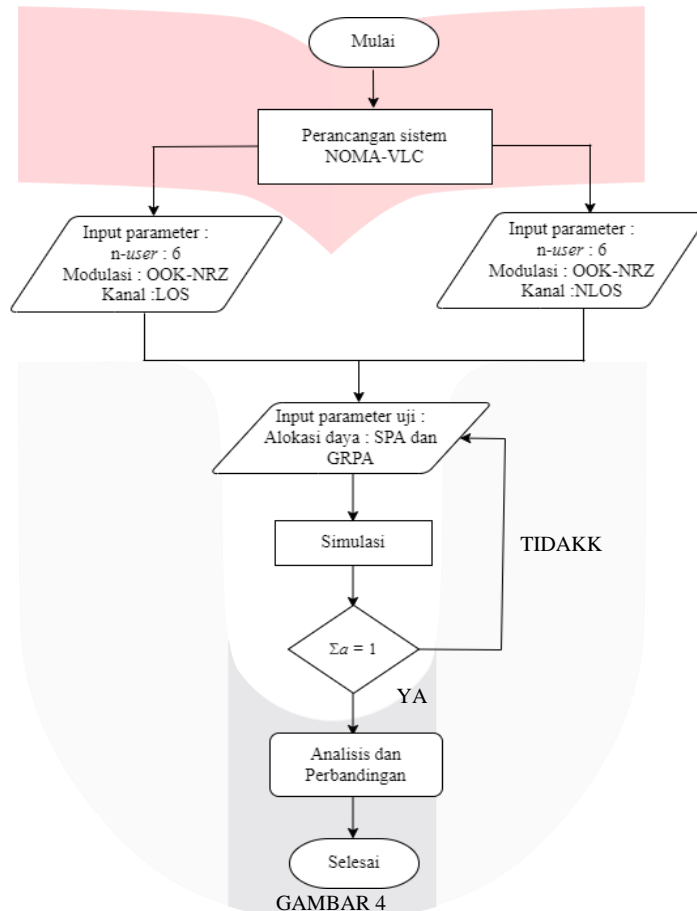 Mulai
Perancangan sistem
NOMA-VLC
Input parameter :
n-user : 6
Modulasi : OOK-NRZ
Kanal :LOS
Input parameter :
n-user : 6
Modulasi : OOK-NRZ
Kanal :NLOS
Input parameter uji :
Alokasi daya : SPA dan
GRPA
Simulasi
TIDAKK
Σa = 1
YA
Analisis dan
Perbandingan
Selesai
GAMBAR 4